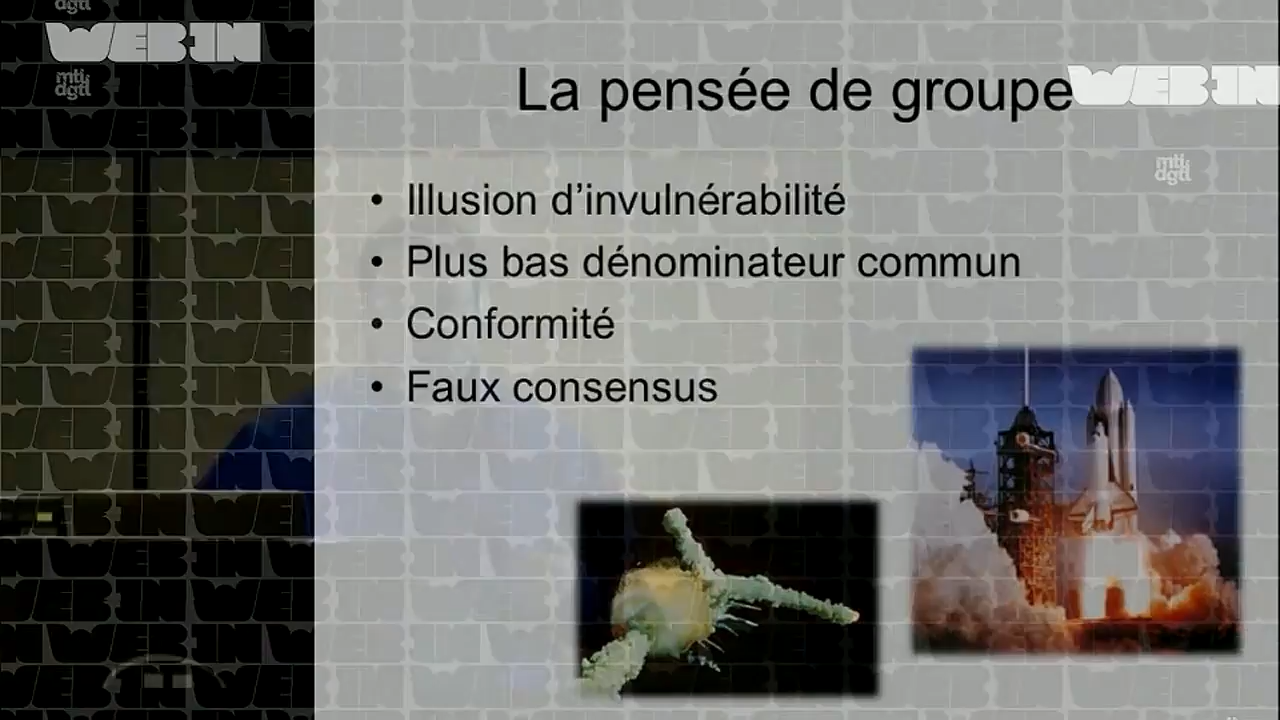 dgtl
WEB IN
mti
dgtl
La pensée de groupe
WEB IN
mti
dgtl
• Illusion d’invulnérabilité
• Plus bas dénominateur commun
• Conformité
• Faux consensus